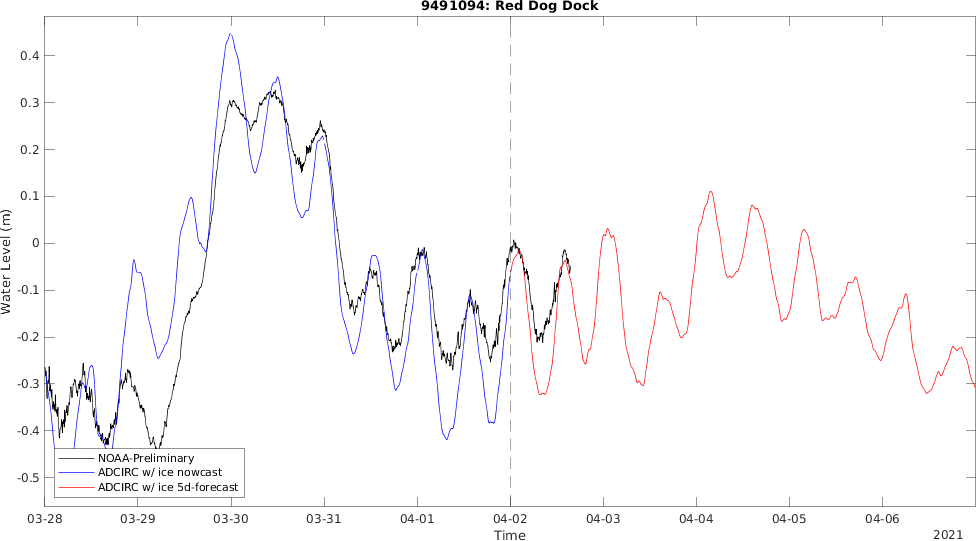 9491094: Red Dog Dock
Water Level (m)
0.4
0.3
0.2
0.1
0
-0.1
-0.2
-0.3
-0.4
-0.5
NOAA-Preliminary
ADCIRC w/ ice nowcast
ADCIRC w/ ice 5d-forecast
03-28 03-29 03-30 03-31 04-01 04-02 04-03 04-04 04-05 04-06
Time
2021